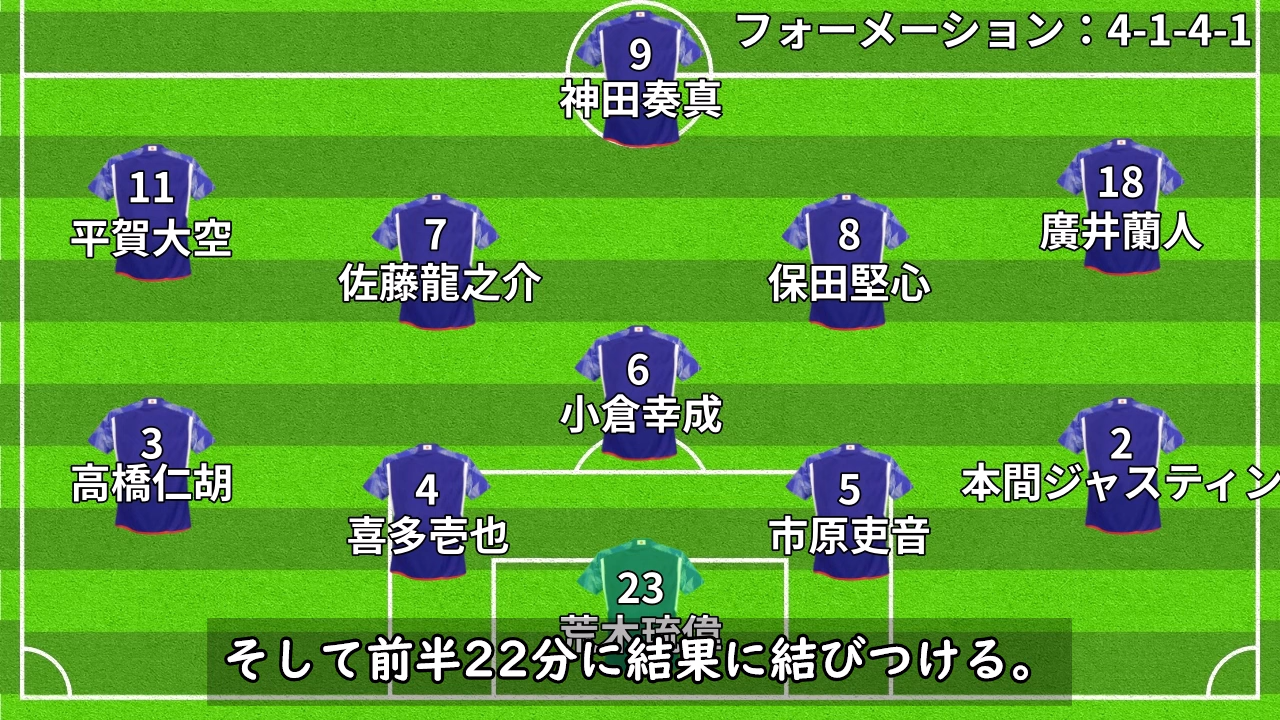 フォーメーション：4-1-4-1
9
神田奏真
11
平賀大空
7
佐藤龍之介
8
保田堅心
18
廣井蘭人
6
小倉幸成
3
高橋仁胡
4
喜多壱也
5
市原吏音
2
本間ジャスティン
23
荒木琉偉
そして前半22分に結果に結びつける。